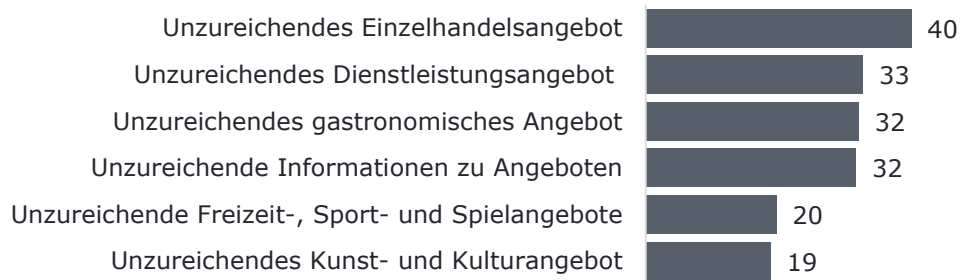 Unzureichendes Einzelhandelsangebot 40
Unzureichendes Dienstleistungsangebot 33
Unzureichendes gastronomisches Angebot 32
Unzureichende Informationen zu Angeboten 32
Unzureichende Freizeit-, Sport- und Spielangebote 20
Unzureichendes Kunst- und Kulturangebot 19